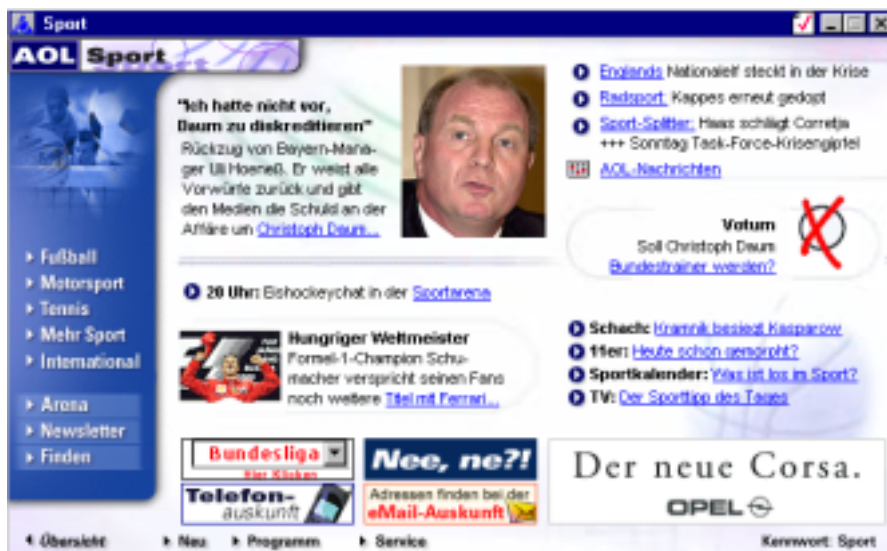 Sport
AOL Sport
"Ich hatte nicht vor,
Daum zu diskreditieren"
Rückzug von Bayern-Mana-
ger Uli Hoeneß. Er weist alle
Vorwürfe zurück und gibt
den Medien die Schuld an der
Affäre um Christoph Daum...
Englands Nationalelf steckt in der Krise
Radsport: Kappes erneut gedopt
Sport-Splitter: Haas schlägt Corretja
+++ Sonntag Task-Force-Krisengipfel
AOL-Nachrichten
Votum
Soll Christoph Daum
Bundestrainer werden?
Fußball
Motorsport
Tennis
Mehr Sport
International
Arena
Newsletter
Finden
20 Uhr: Eishockeychat in der Sportarena
Hungriger Weltmeister
Formel-1-Champion Schu-
macher verspricht seinen Fans
noch weitere Titel mit Ferrari...
Schach: Kramnik besiegt Kasparow
11er: Heute schon gemorpht?
Sportkalender: Was ist los im Sport?
TV: Der Sporttipp des Tages
Bundesliga
Hier Klicken
Nee, ne?!
Telefon-
auskunft
Adressen finden bei der
eMail-Auskunft
Der neue Corsa.
OPEL
Übersicht Neu Programm Service Kennwort: Sport